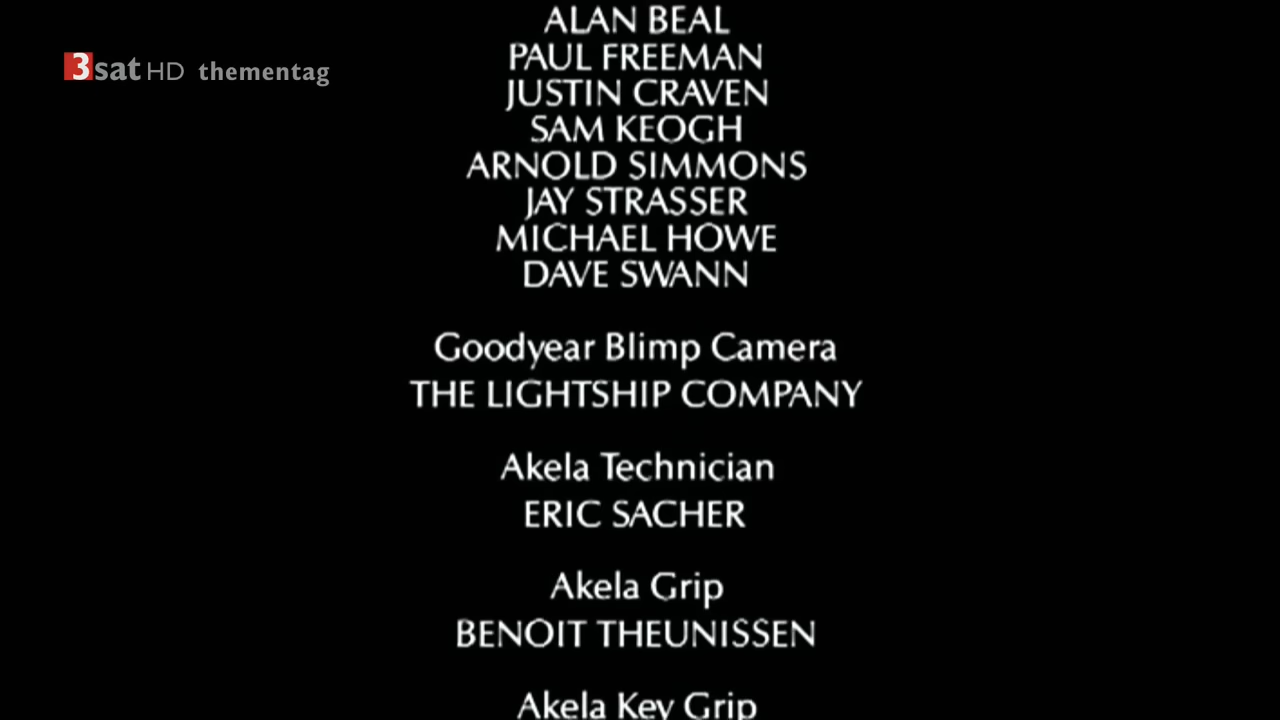 ALAN BEAL
3sat HD thementag
PAUL FREEMAN
JUSTIN CRAVEN
SAM KEOGH
ARNOLD SIMMONS
JAY STRASSER
MICHAEL HOWE
DAVE SWANN
Goodyear Blimp Camera
THE LIGHTSHIP COMPANY
Akela Technician
ERIC SACHER
Akela Grip
BENOIT THEUNISSEN
Akela Key Grip